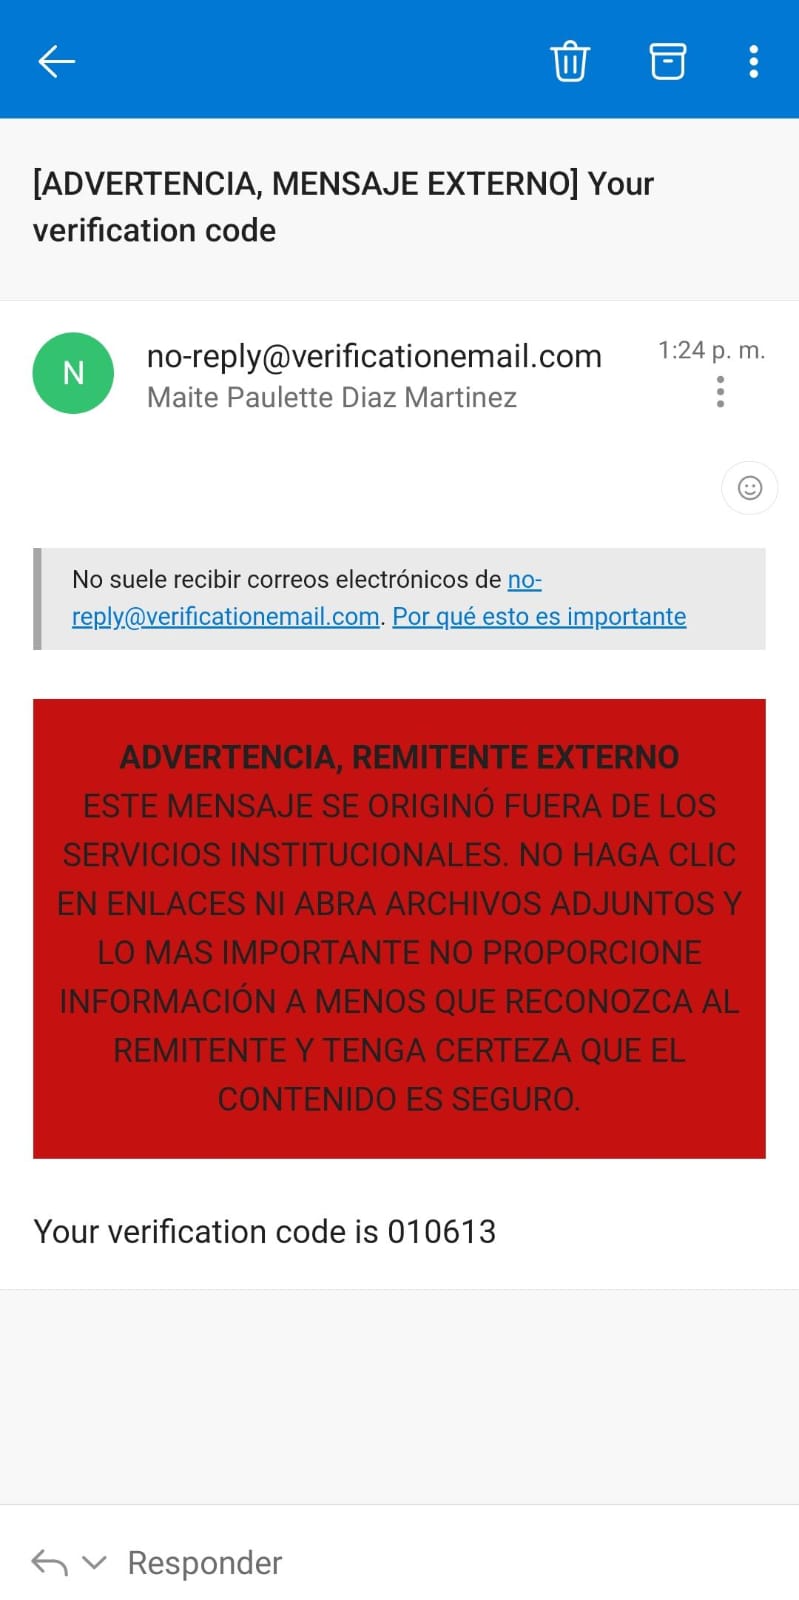 [ADVERTENCIA, MENSAJE EXTERNO] Your
verification code
N
no-reply@verificationemail.com
1:24 p. m.
Maite Paulette Diaz Martinez
No suele recibir correos electrónicos de no-
reply@verificationemail.com. Por qué esto es importante
ADVERTENCIA, REMITENTE EXTERNO
ESTE MENSAJE SE ORIGINÓ FUERA DE LOS
SERVICIOS INSTITUCIONALES. NO HAGA CLIC
EN ENLACES NI ABRA ARCHIVOS ADJUNTOS Y
LO MAS IMPORTANTE NO PROPORCIONE
INFORMACIÓN A MENOS QUE RECONOZCA AL
REMITENTE Y TENGA CERTEZA QUE EL
CONTENIDO ES SEGURO.
Your verification code is 010613
Responder